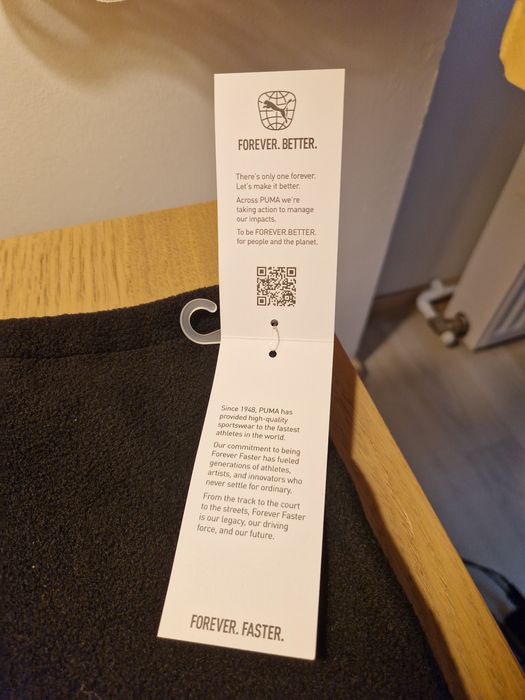 FOREVER. BETTER.
There's only one forever.
Let's make it better.
Across PUMA we're
taking action to manage
our impacts.
To be FOREVER.BETTER.
for people and the planet.
Since 1948, PUMA has
provided high-quality
sportswear to the fastest
athletes in the world.
Our commitment to being
Forever Faster has fueled
generations of athletes,
artists, and innovators who
never settle for ordinary.
From the track to the court
to the streets, Forever Faster
is our legacy, our driving
force, and our future.
FOREVER. FASTER.